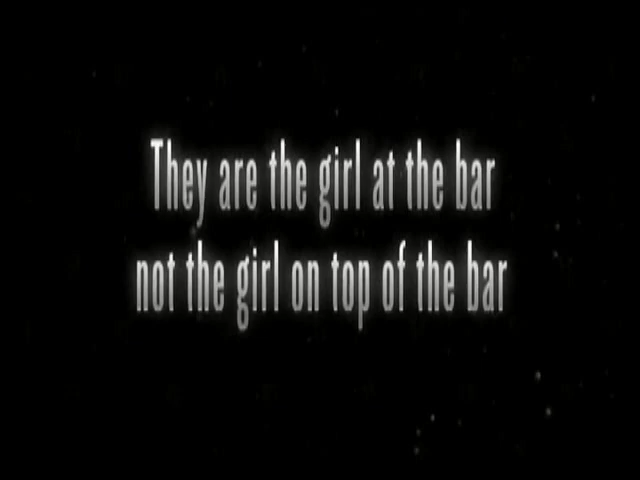 They are the girl at the bar
not the girl on top of the bar